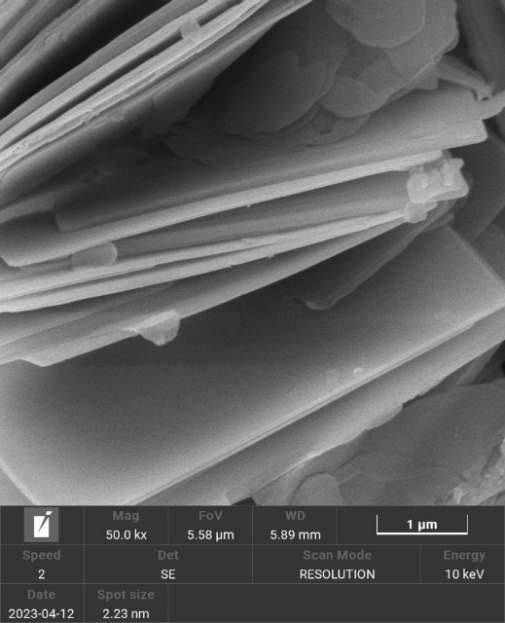 Mag FoV WD
50.0 kx 5.58 µm 5.89 mm 1 µm
Speed Det Scan Mode Energy
2 SE RESOLUTION 10 keV
Date Spot size
2023-04-12 2.23 nm